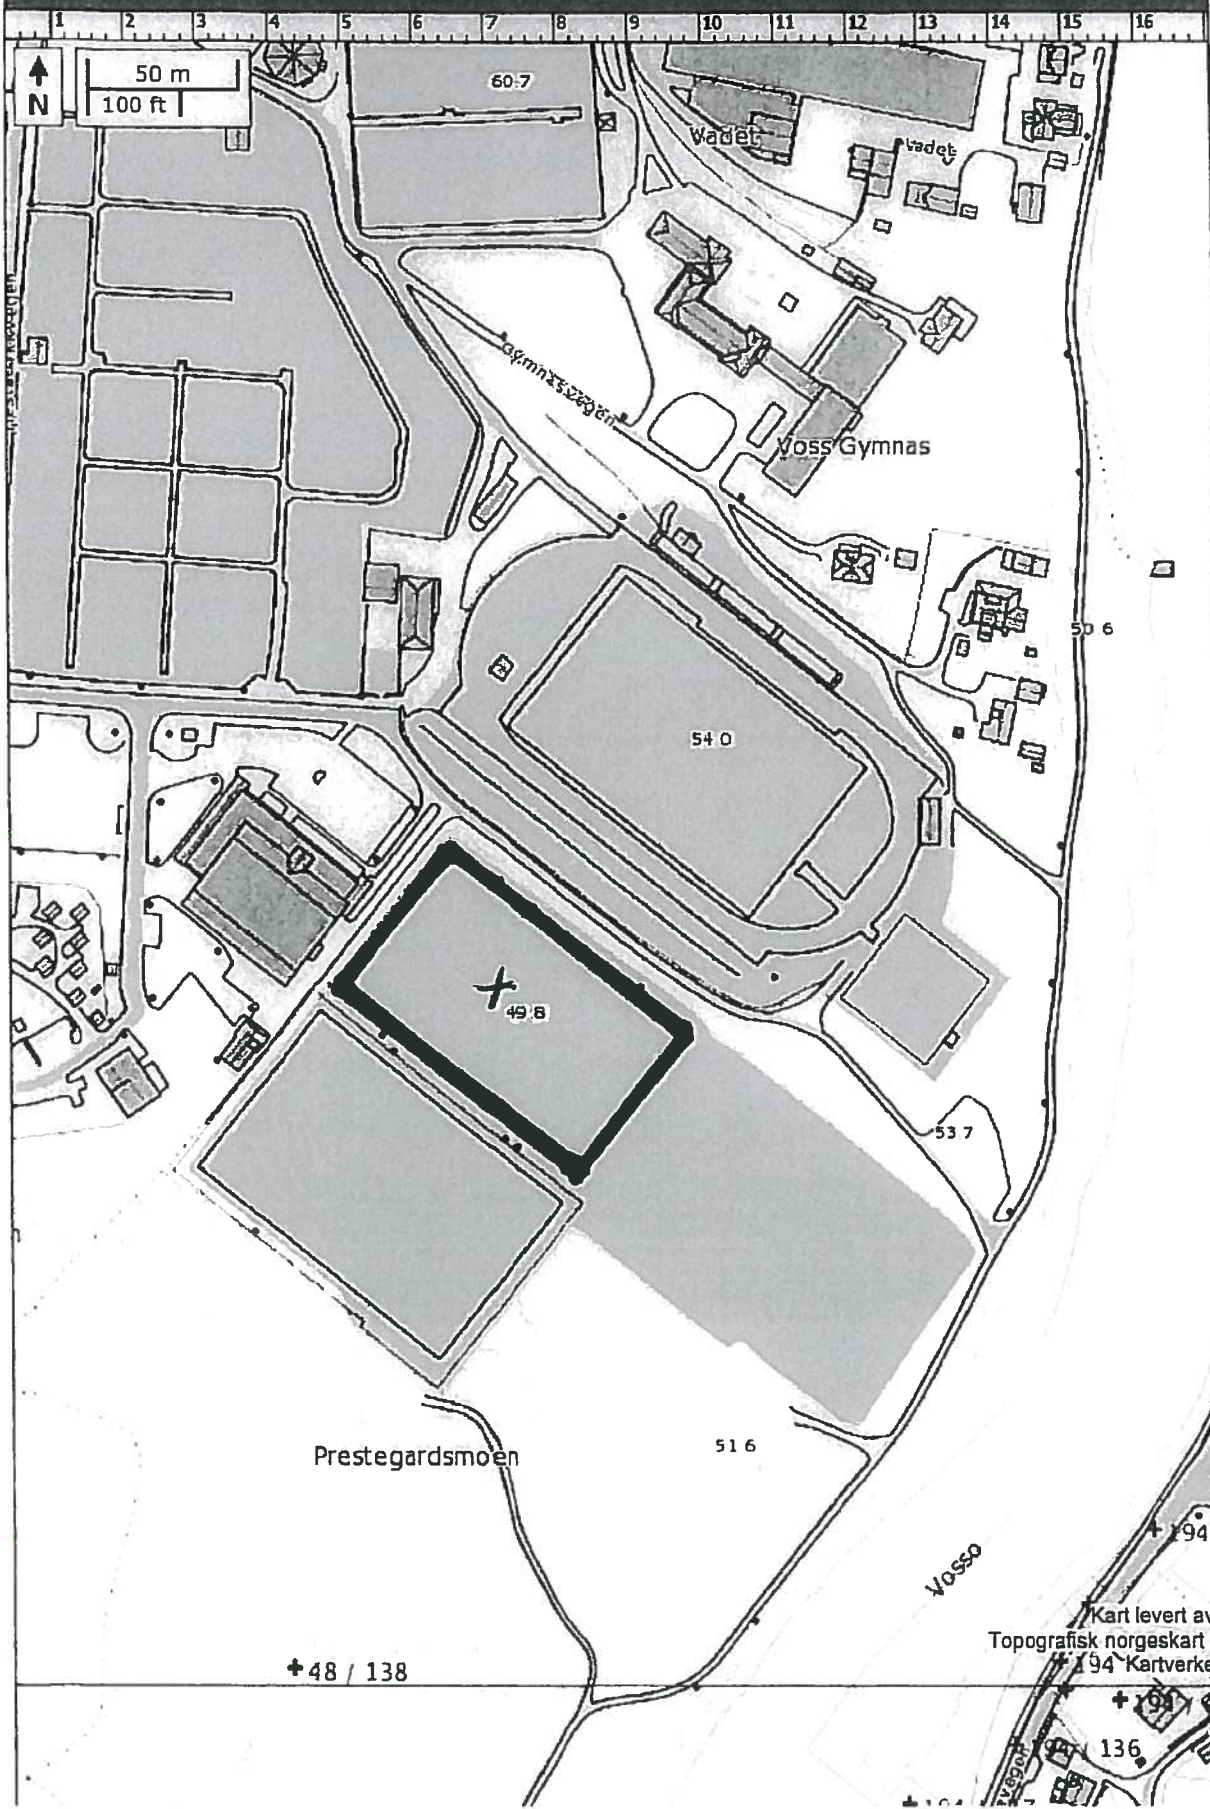 1 2 3 4 5 6 7 8 9 10 11 12 13 14 15 16
50 m
100 ft
N
60.7
Vadet
Vadet
Gymnasvegen
Voss Gymnas
50 6
54 0
49.8
53 7
Prestegardsmoen
51 6
Vosso
194
Kart levert av
Topografisk norgeskart
194 Kartverke
48 / 138
194 /
194 / 136